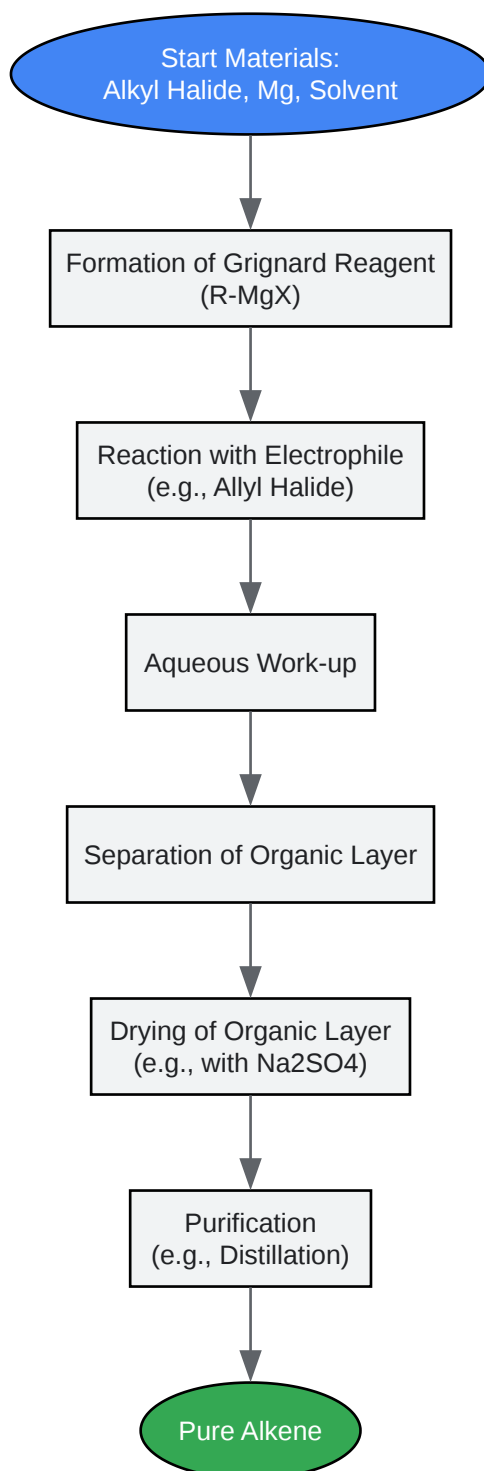 Start Materials:
Alkyl Halide, Mg, Solvent
Formation of Grignard Reagent
(R-MgX)
Reaction with Electrophile
(e.g., Allyl Halide)
Aqueous Work-up
Separation of Organic Layer
Drying of Organic Layer
(e.g., with Na2SO4)
Purification
(e.g., Distillation)
Pure Alkene